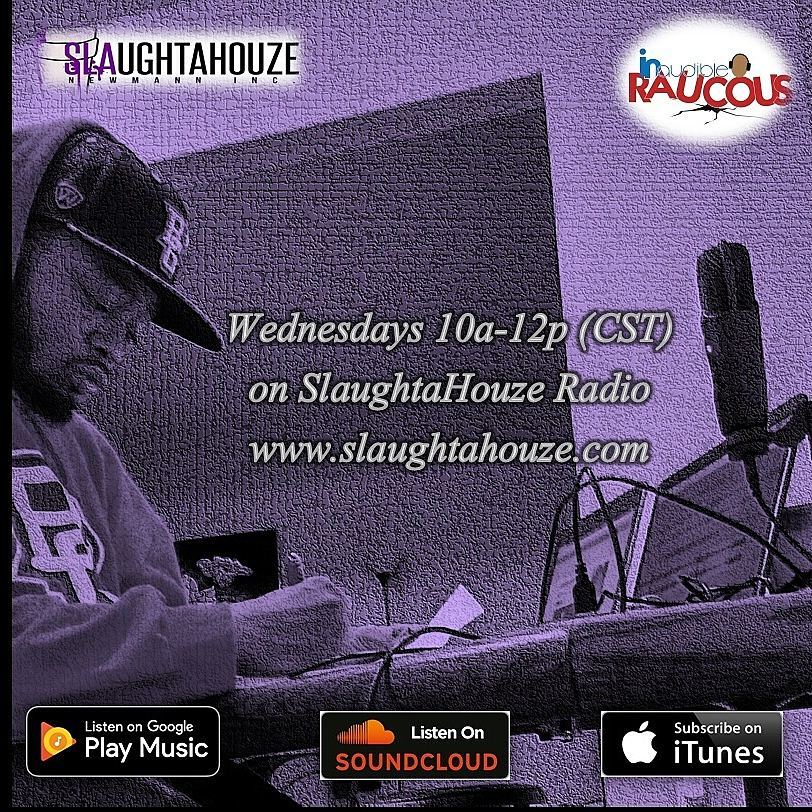 SLAUGHTAHOUZE
NEWMANN INC
inaudible
RAUCOUS
Wednesdays 10a-12p (CST)
on SlaughtaHouze Radio
www.slaughtahouze.com
Listen on Google
Play Music
Listen On
SOUNDCLOUD
Subscribe on
iTunes